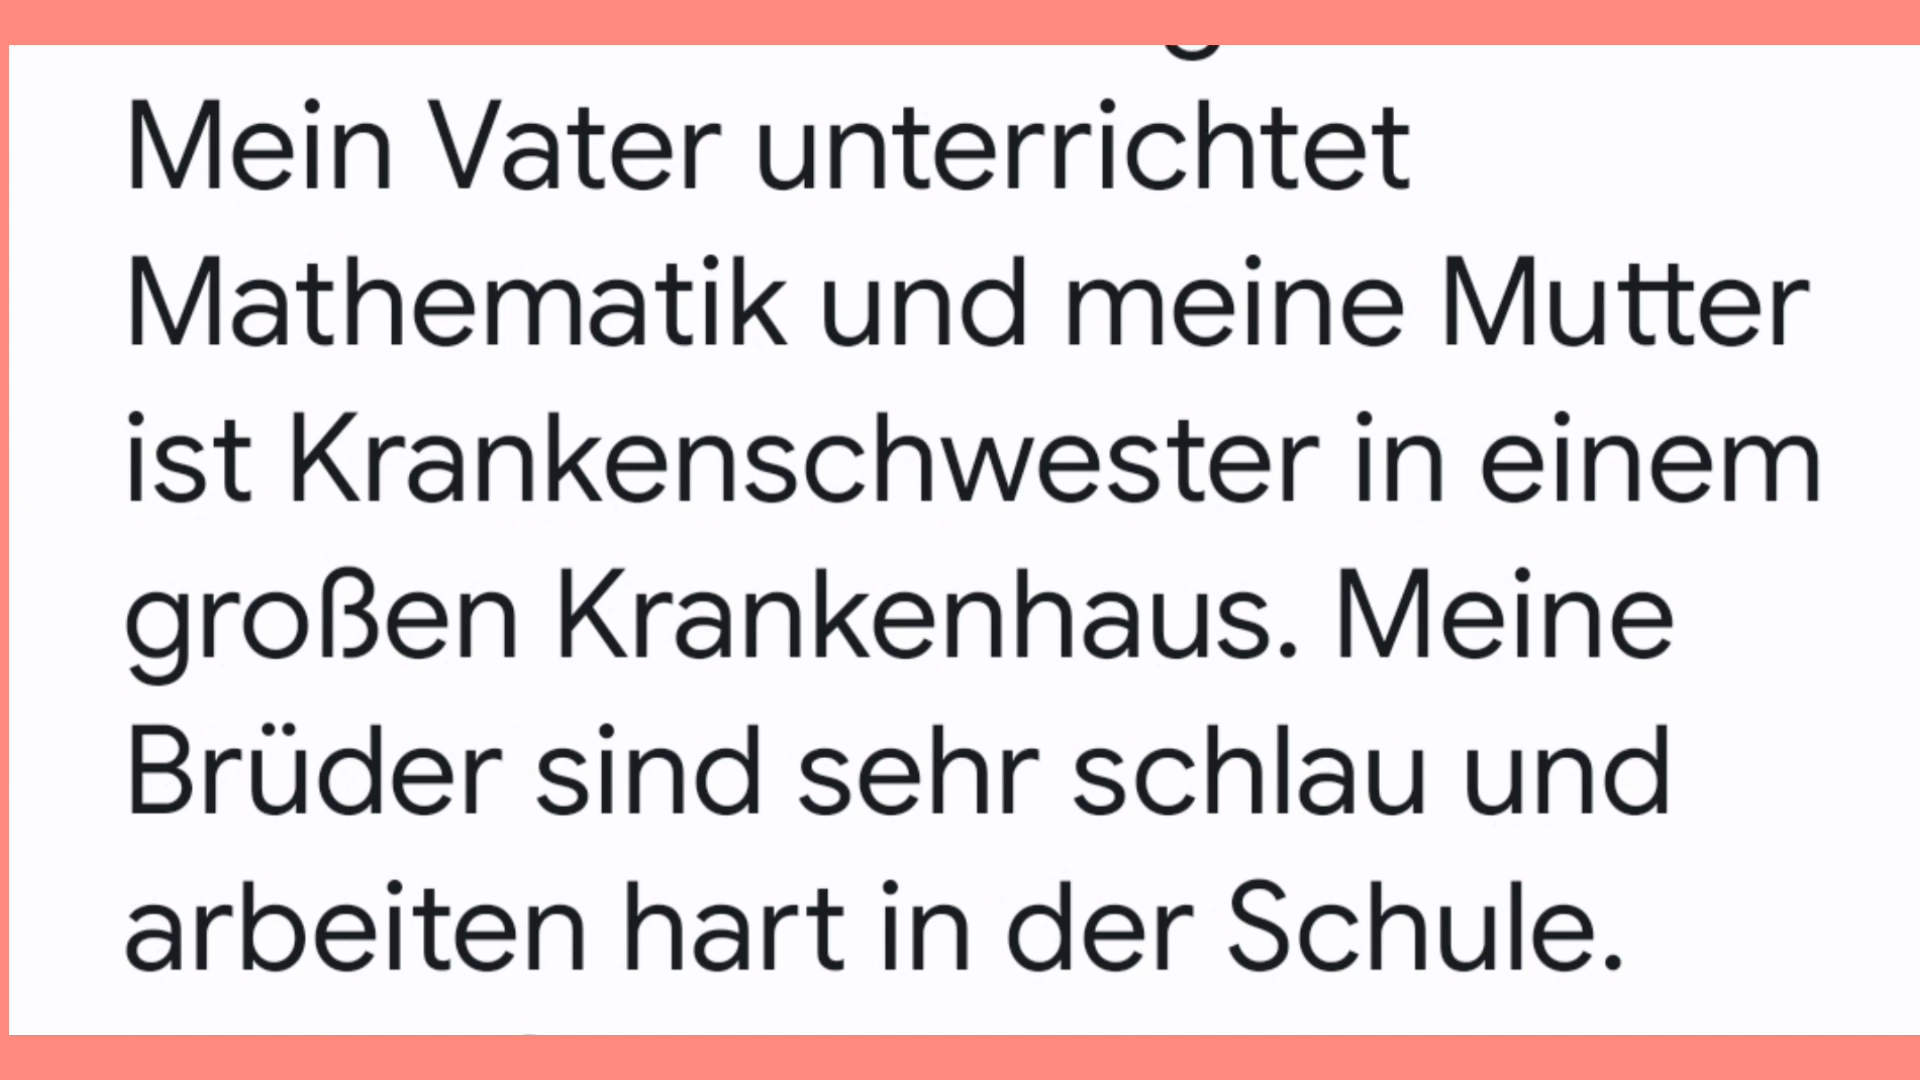 Mein Vater unterrichtet
Mathematik und meine Mutter
ist Krankenschwester in einem
großen Krankenhaus. Meine
Brüder sind sehr schlau und
arbeiten hart in der Schule.